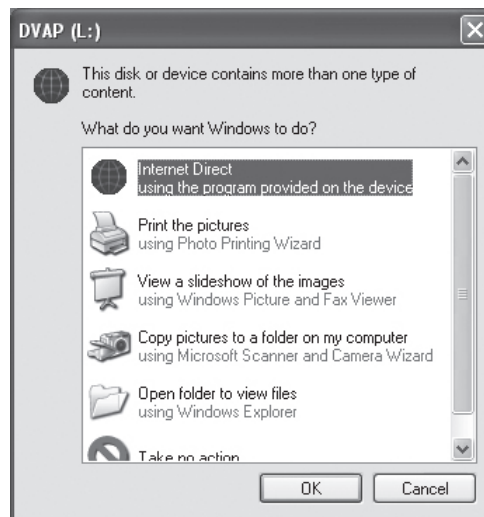 DVAP (L:)
This disk or device contains more than one type of
content.
What do you want Windows to do?
Internet Direct
using the program provided on the device
Print the pictures
using Photo Printing Wizard
View a slideshow of the images
using Windows Picture and Fax Viewer
Copy pictures to a folder on my computer
using Microsoft Scanner and Camera Wizard
Open folder to view files
using Windows Explorer
Take no action
OK
Cancel